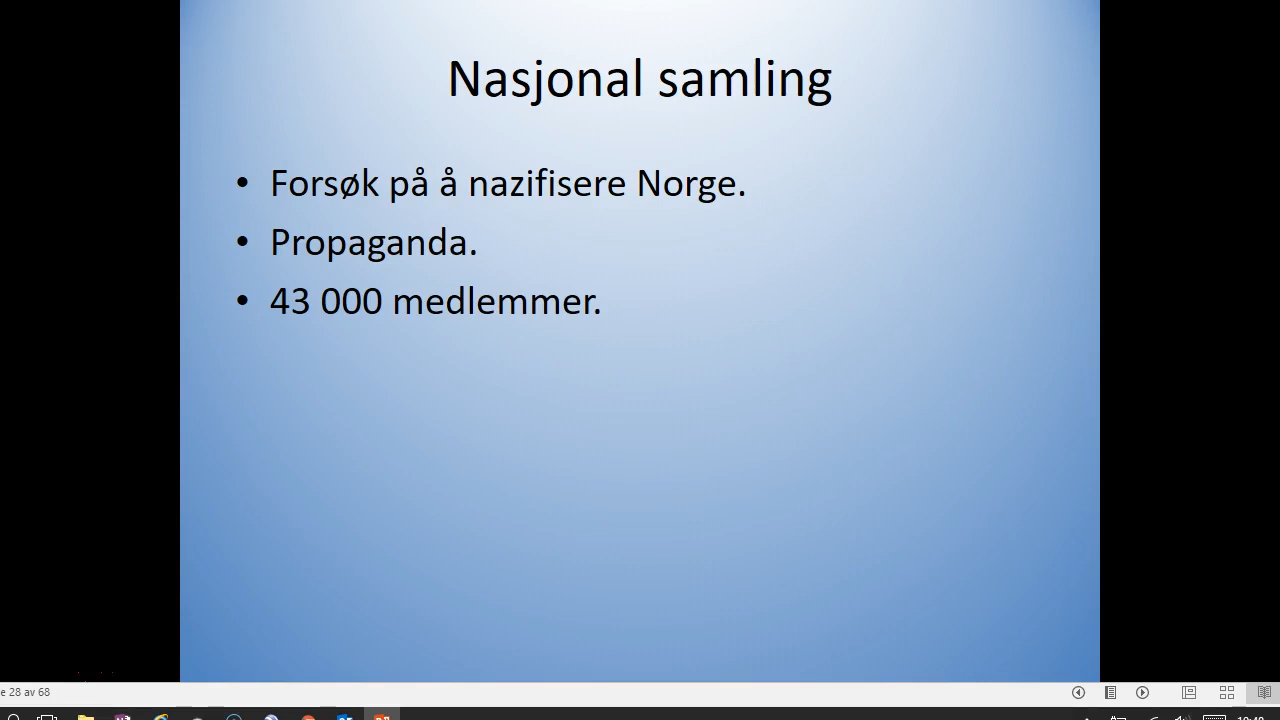 Nasjonal samling
• Forsøk på å nazifisere Norge.
• Propaganda.
• 43 000 medlemmer.
e 28 av 68